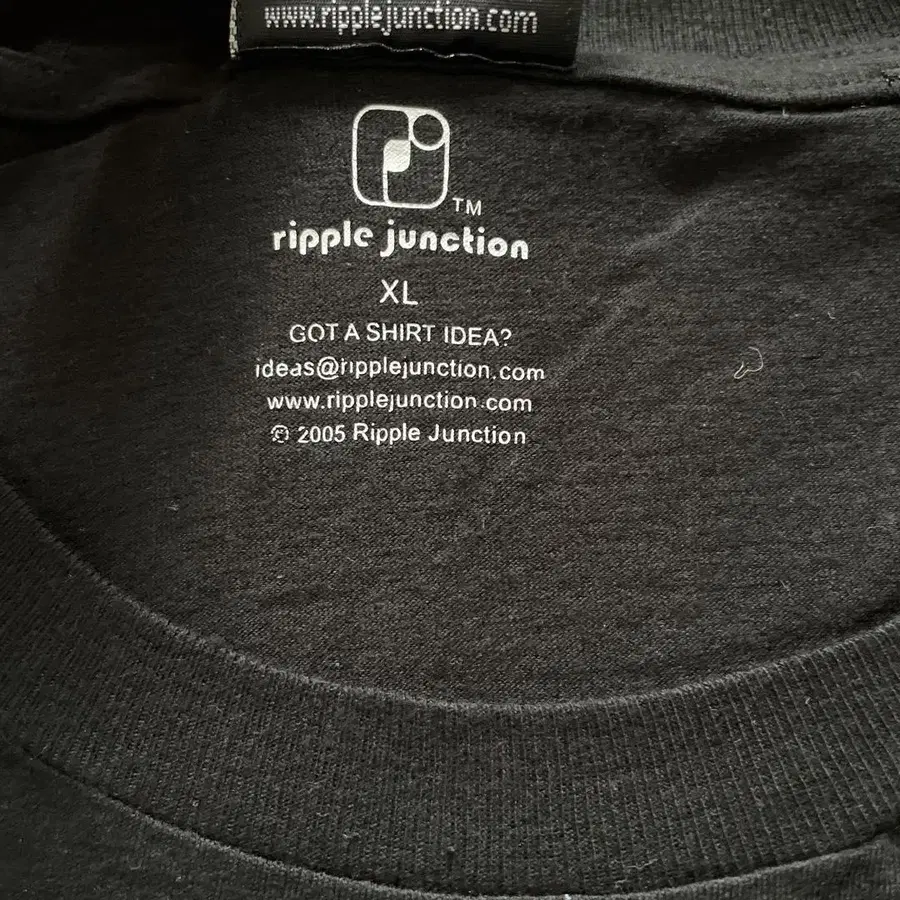 www.ripplejunction.com
TM
ripple junction
XL
GOT A SHIRT IDEA?
ideas@ripplejunction.com
www.ripplejunction.com
© 2005 Ripple Junction